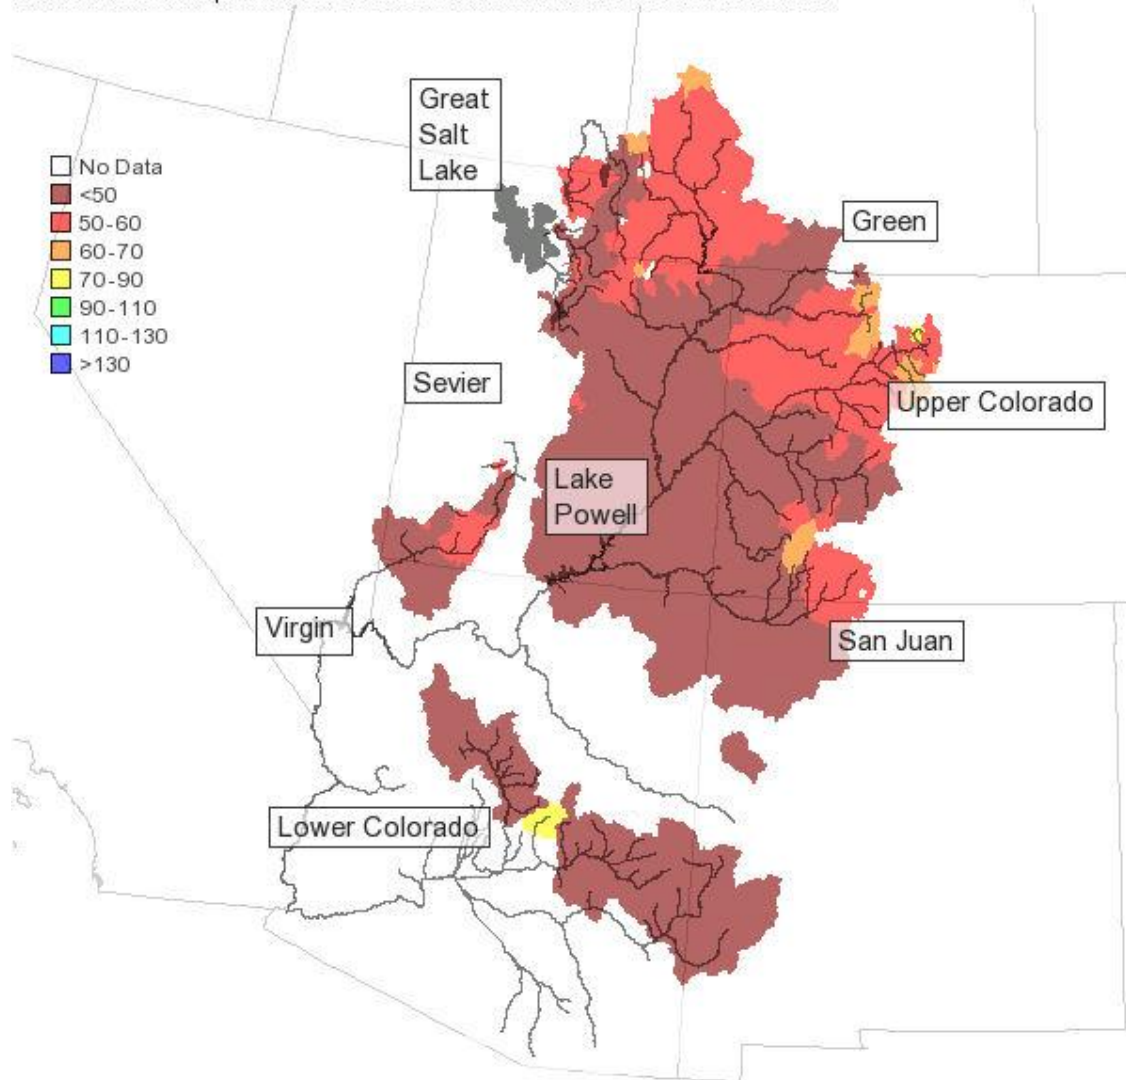 Great
Salt
Lake
No Data
<50
50-60
60-70
70-90
90-110
110-130
>130
Green
Sevier
Upper Colorado
Lake
Powell
Virgin
San Juan
Lower Colorado